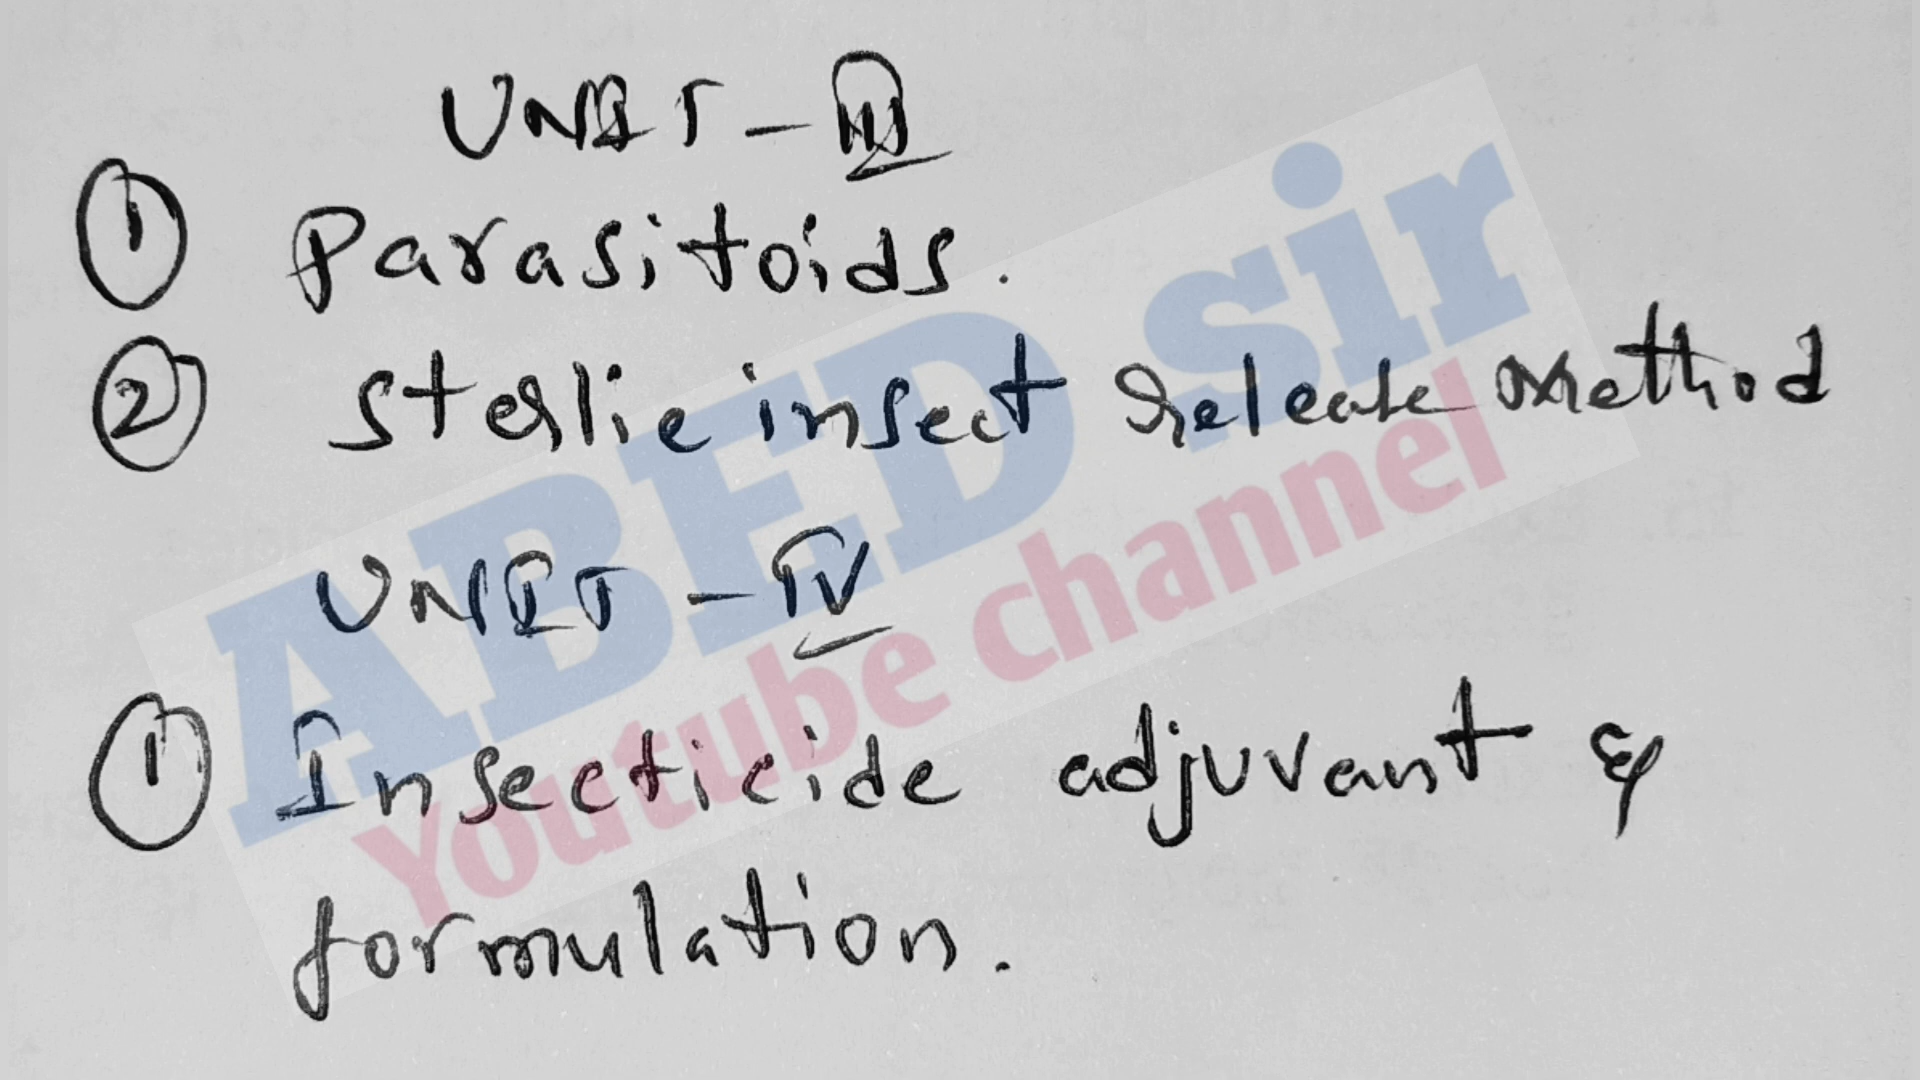 UNIT - III
① Parasitoids.
② Sterlie insect release method
UNIT - IV
① Insecticide adjuvant &
formulation.
ABED sir
Youtube channel